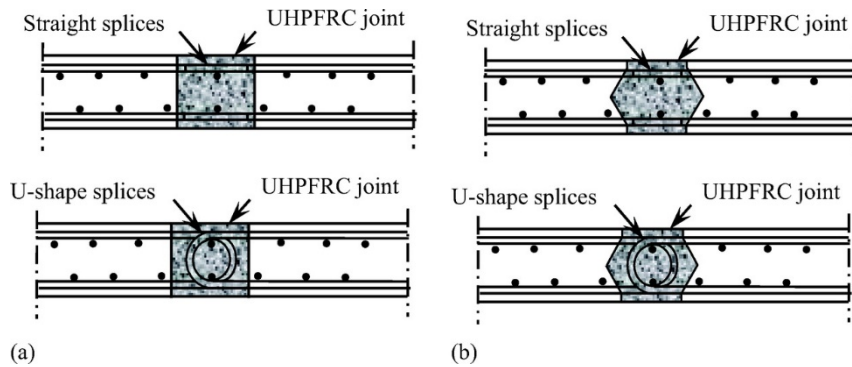 Straight splices
UHPFRC joint
U-shape splices
UHPFRC joint
(a)
Straight splices
UHPFRC joint
U-shape splices
UHPFRC joint
(b)